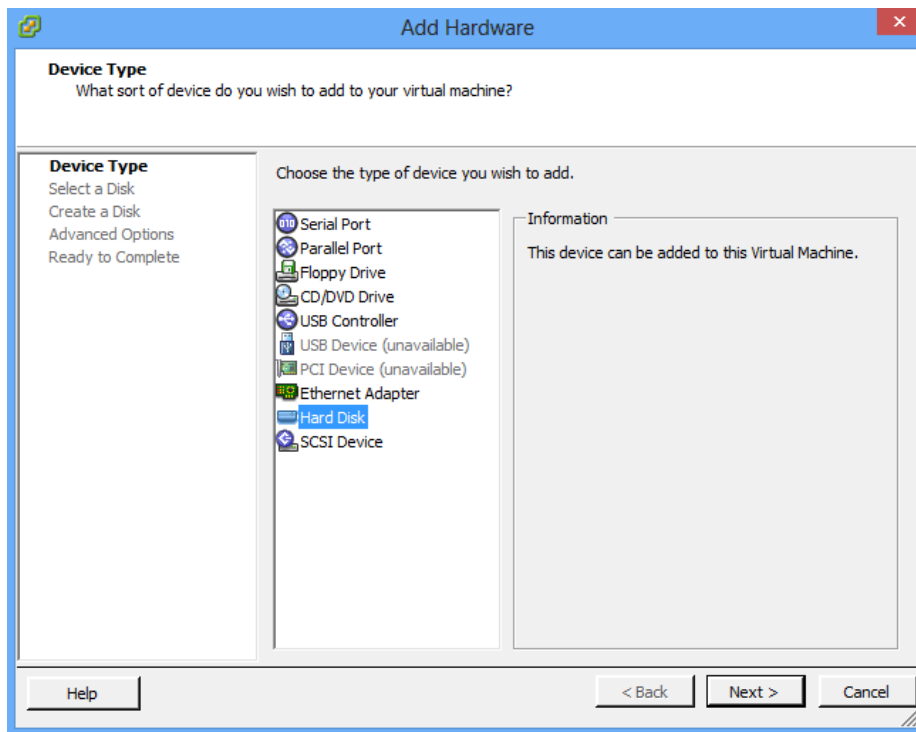 Add Hardware
Device Type
What sort of device do you wish to add to your virtual machine?
Device Type
Select a Disk
Create a Disk
Advanced Options
Ready to Complete
Choose the type of device you wish to add.
Serial Port
Parallel Port
Floppy Drive
CD/DVD Drive
USB Controller
USB Device (unavailable)
PCI Device (unavailable)
Ethernet Adapter
Hard Disk
SCSI Device
Information
This device can be added to this Virtual Machine.
Help
< Back
Next >
Cancel